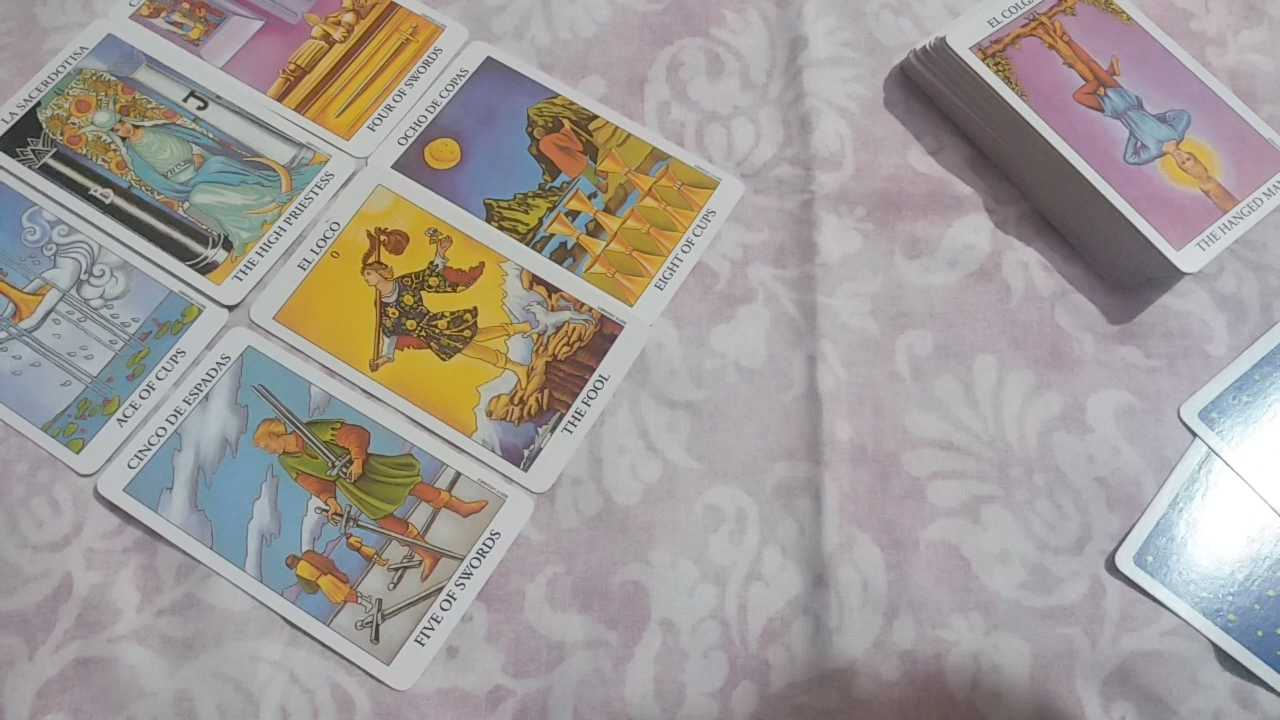 LA SACERDOTISA
THE HIGH PRIESTESS
B
FOUR OF SWORDS
OCHO DE COPAS
EIGHT OF CUPS
EL LOCO
0
THE FOOL
ACE OF CUPS
CINCO DE ESPADAS
FIVE OF SWORDS
THE HANGED MA
EL COLG